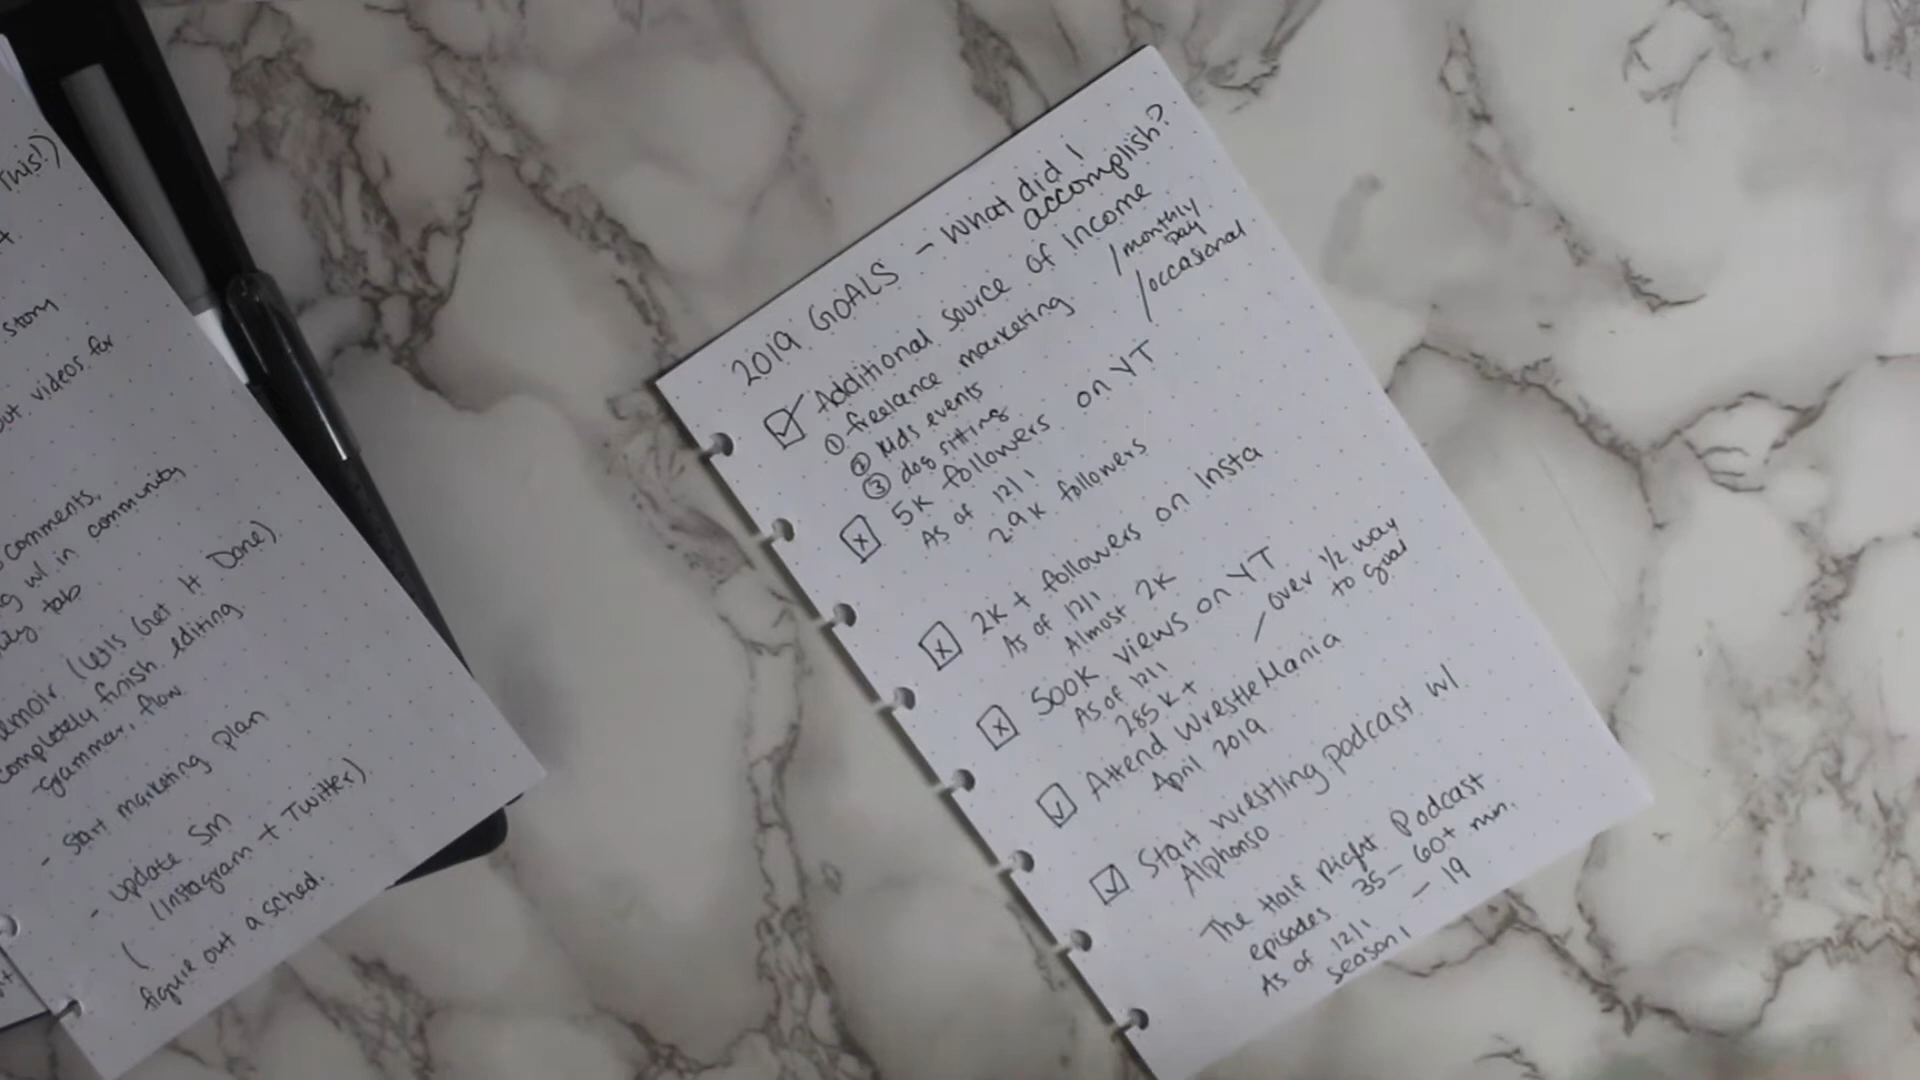 This!)
story
out videos for
comments,
w/ in community
tab
(Let's Get It Done)
completely finish editing
-grammar, flow
- Start marketing plan
- update SM
(Instagram + Twitter)
(
figure out a sched.
2019 GOALS - What did I
accomplish?
Additional source of income
① freelance marketing /monthly
pay
② kids events /occasional
③ dog sitting
5K followers on YT
As of 12/1
2.9K followers
2K + followers on Insta
As of 12/1
Almost 2K
500K views on YT
As of 12/1 / over 1/2 way
285K+ to goal
Attend WrestleMania
April 2019
Start wrestling podcast w/
Alphonso
The Half Right Podcast
episodes 35-60+ min.
As of 12/1 - 19
season 1